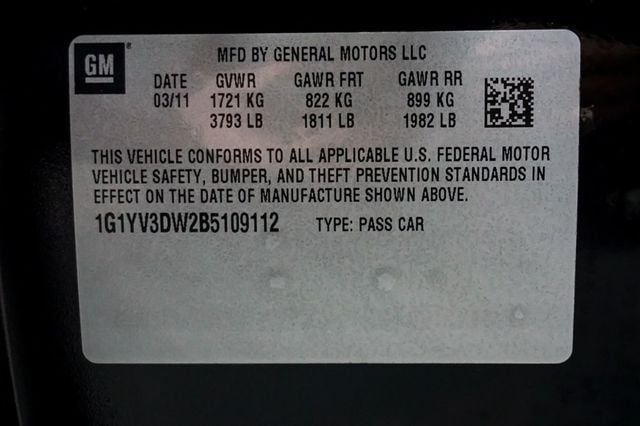 GM ®
MFD BY GENERAL MOTORS LLC
DATE GVWR GAWR FRT GAWR RR
03/11 1721 KG 822 KG 899 KG
3793 LB 1811 LB 1982 LB
THIS VEHICLE CONFORMS TO ALL APPLICABLE U.S. FEDERAL MOTOR
VEHICLE SAFETY, BUMPER, AND THEFT PREVENTION STANDARDS IN
EFFECT ON THE DATE OF MANUFACTURE SHOWN ABOVE.
1G1YV3DW2B5109112 TYPE: PASS CAR